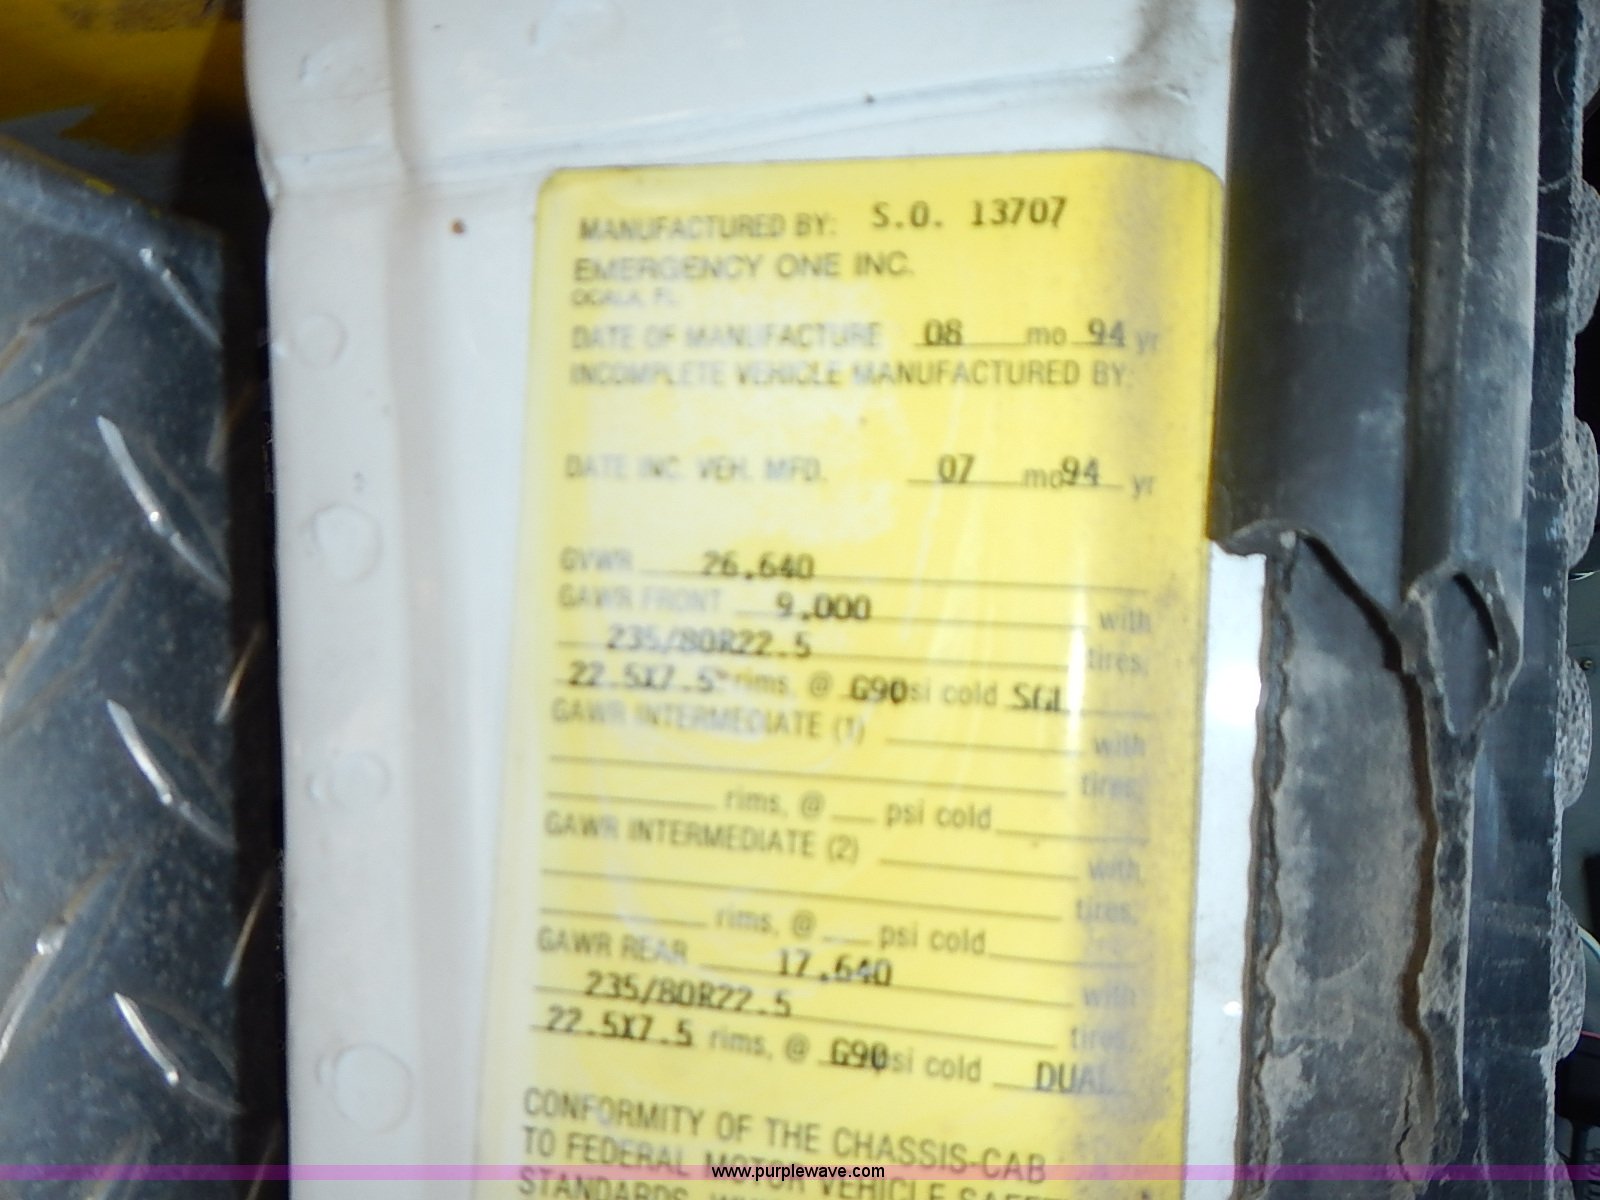 MANUFACTURED BY: S.O. 13707
EMERGENCY ONE INC.
OCALA, FL
DATE OF MANUFACTURE 08 mo 94 yr
INCOMPLETE VEHICLE MANUFACTURED BY:
DATE INC. VEH. MFD. 07 mo 94 yr
GVWR 26,640
GAWR FRONT 9,000 with
235/80R22.5 tires,
22.5X7.5 rims, @ G90 psi cold SGL
GAWR INTERMEDIATE (1) with
tires,
rims, @ psi cold
GAWR INTERMEDIATE (2) with
tires,
rims, @ psi cold
GAWR REAR 17,640 with
235/80R22.5 tires,
22.5X7.5 rims, @ G90 psi cold DUAL
CONFORMITY OF THE CHASSIS-CAB
TO FEDERAL MOTOR VEHICLE
STANDARDS,
www.purplewave.com